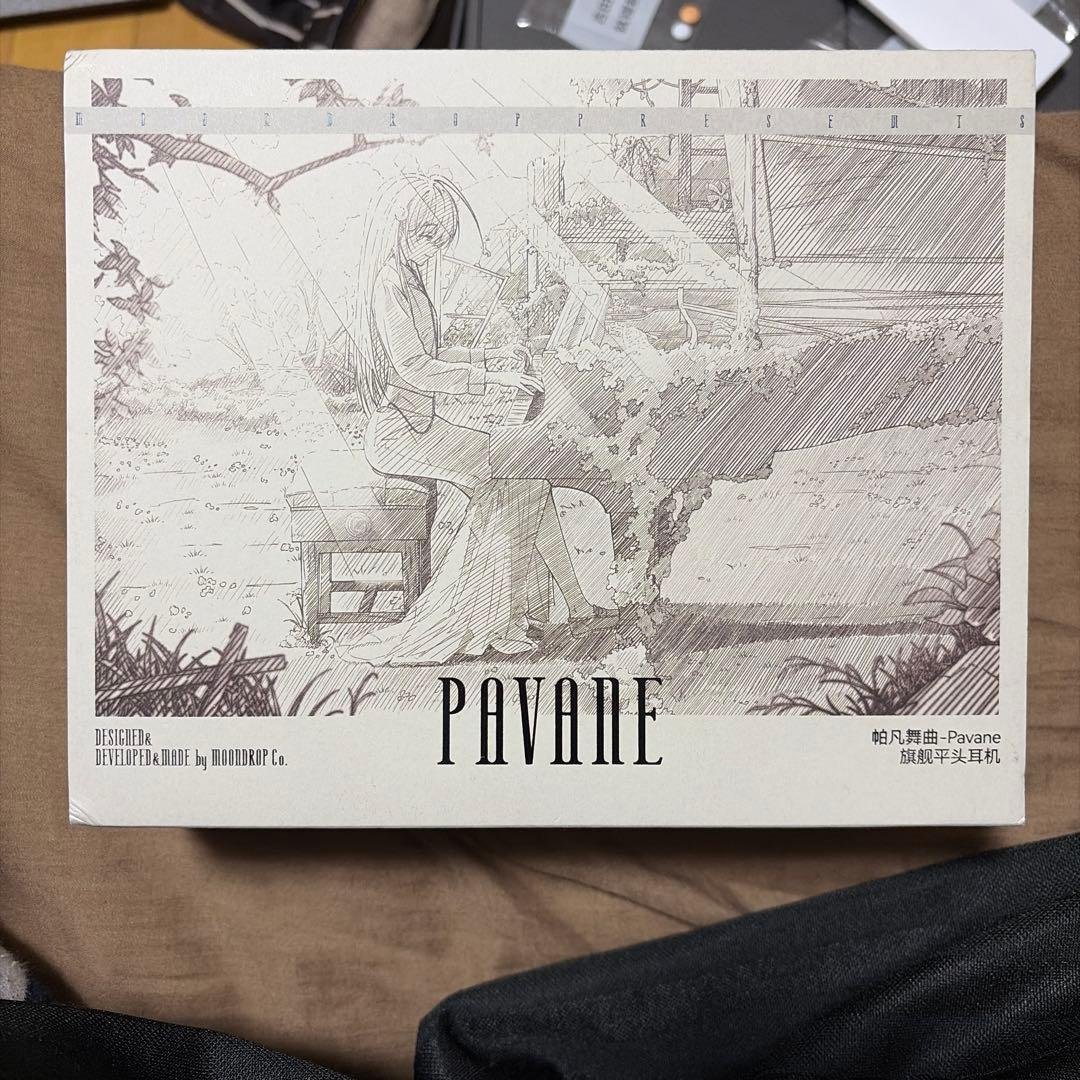 MOONDROP PRESENTS
PAVANE
DESIGNED&
DEVELOPED&MADE by MOONDROP Co.
帕凡舞曲-Pavane
旗舰平头耳机